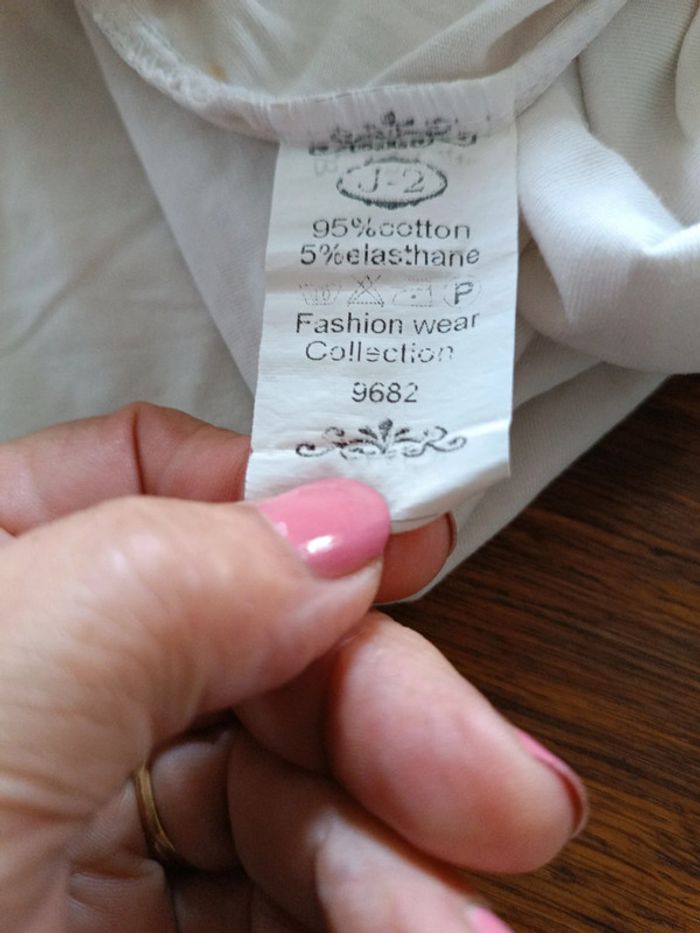 J-2
95%cotton
5%elasthane
P
Fashion wear
Collection
9682